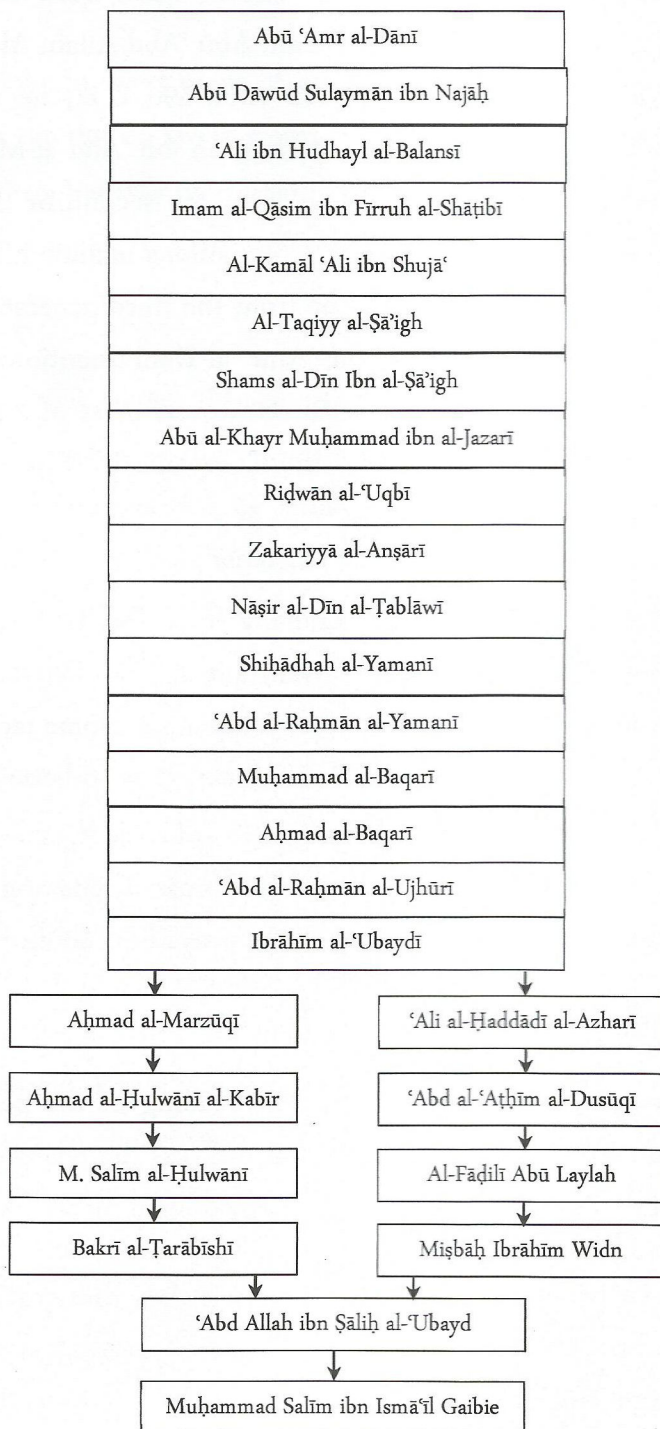 Abū ʿAmr al-Dānī
Abū Dāwūd Sulaymān ibn Najāḥ
ʿAli ibn Hudhayl al-Balansī
Imam al-Qāsim ibn Fīrruh al-Shāṭibī
Al-Kamāl ʿAli ibn Shujāʿ
Al-Taqiyy al-Ṣāʾigh
Shams al-Dīn Ibn al-Ṣāʾigh
Abū al-Khayr Muḥammad ibn al-Jazarī
Riḍwān al-ʿUqbī
Zakariyyā al-Anṣārī
Nāṣir al-Dīn al-Ṭablāwī
Shiḥādhah al-Yamanī
ʿAbd al-Raḥmān al-Yamanī
Muḥammad al-Baqarī
Aḥmad al-Baqarī
ʿAbd al-Raḥmān al-Ujhūrī
Ibrāhīm al-ʿUbaydī
Aḥmad al-Marzūqī
ʿAli al-Ḥaddādī al-Azharī
Aḥmad al-Ḥulwānī al-Kabīr
ʿAbd al-ʿAṭhīm al-Dusūqī
M. Salīm al-Ḥulwānī
Al-Fāḍilī Abū Laylah
Bakrī al-Ṭarābīshī
Miṣbāḥ Ibrāhīm Widn
ʿAbd Allah ibn Ṣāliḥ al-ʿUbayd
Muḥammad Salīm ibn Ismāʿīl Gaibie